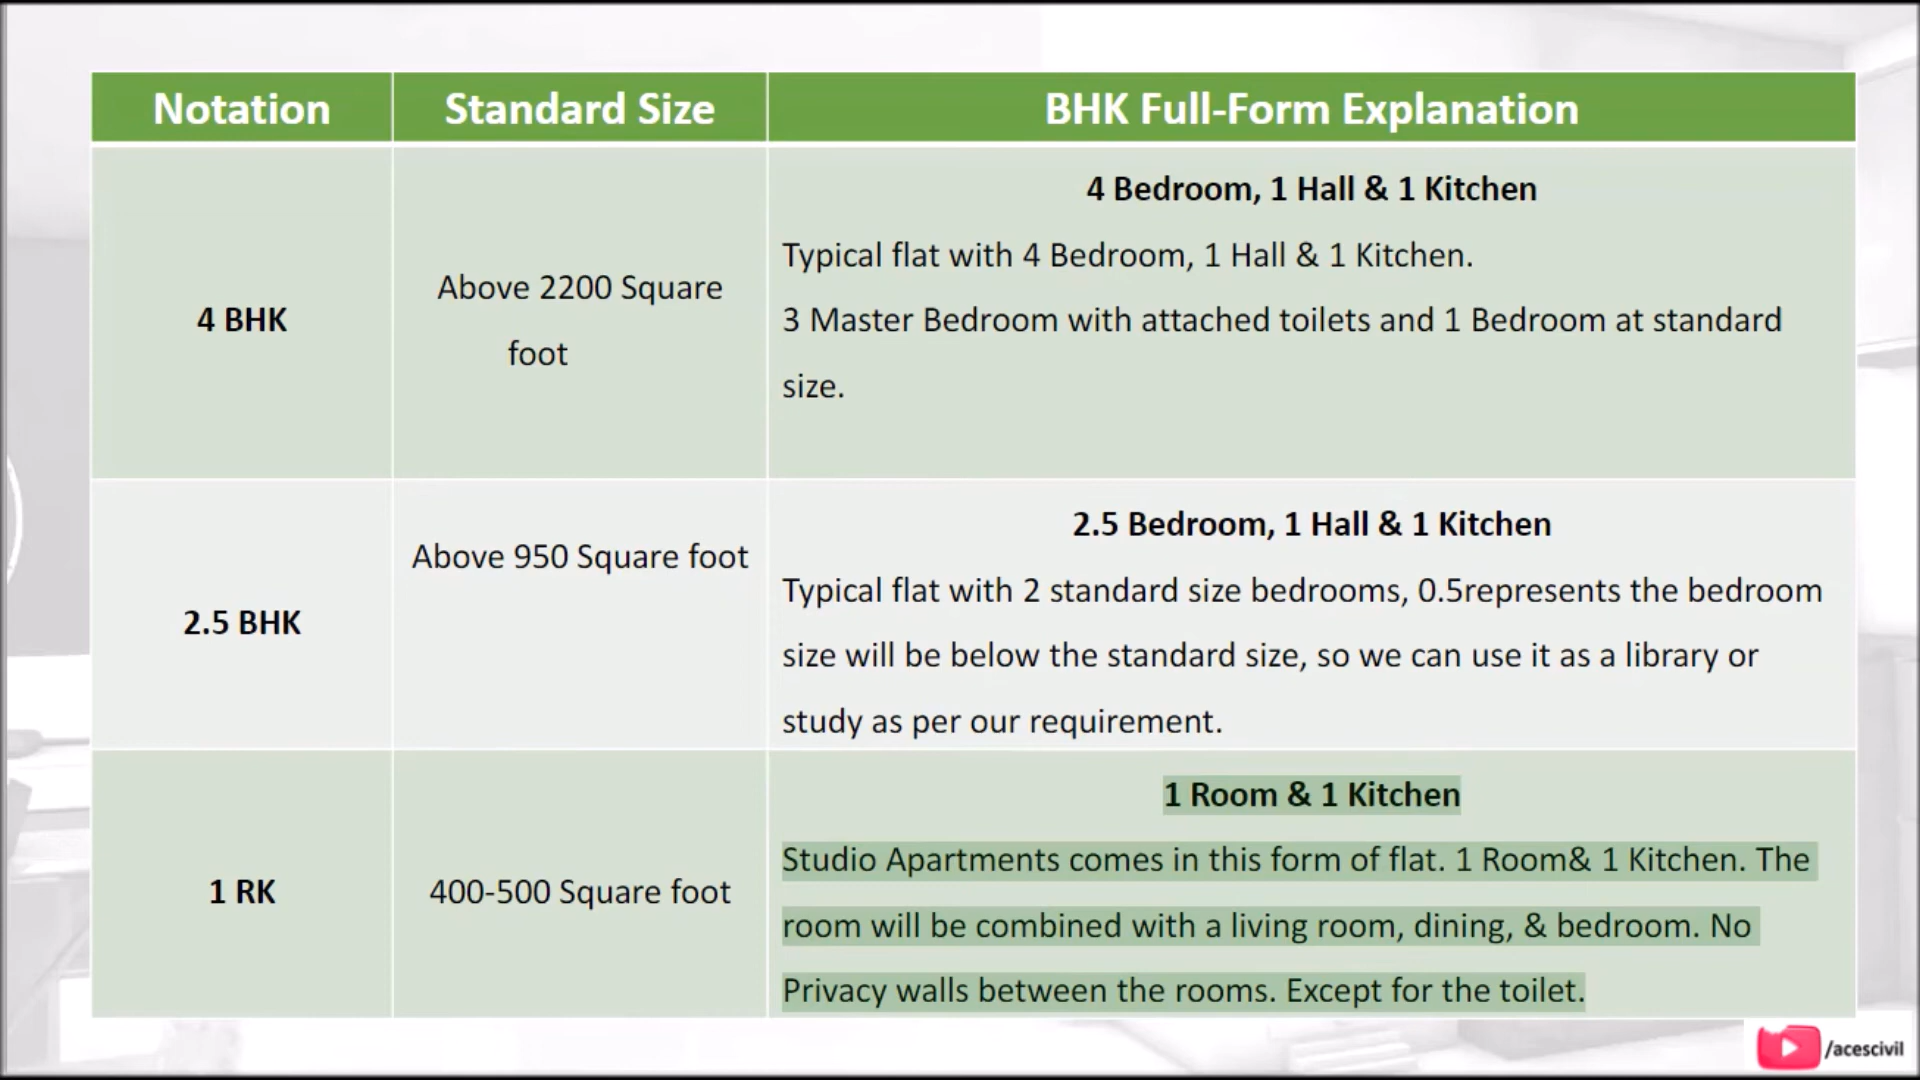 Notation Standard Size BHK Full-Form Explanation
4 BHK
Above 2200 Square
foot
4 Bedroom, 1 Hall & 1 Kitchen
Typical flat with 4 Bedroom, 1 Hall & 1 Kitchen.
3 Master Bedroom with attached toilets and 1 Bedroom at standard
size.
2.5 BHK
Above 950 Square foot
2.5 Bedroom, 1 Hall & 1 Kitchen
Typical flat with 2 standard size bedrooms, 0.5represents the bedroom
size will be below the standard size, so we can use it as a library or
study as per our requirement.
1 RK
400-500 Square foot
1 Room & 1 Kitchen
Studio Apartments comes in this form of flat. 1 Room& 1 Kitchen. The
room will be combined with a living room, dining, & bedroom. No
Privacy walls between the rooms. Except for the toilet.
/acescivil